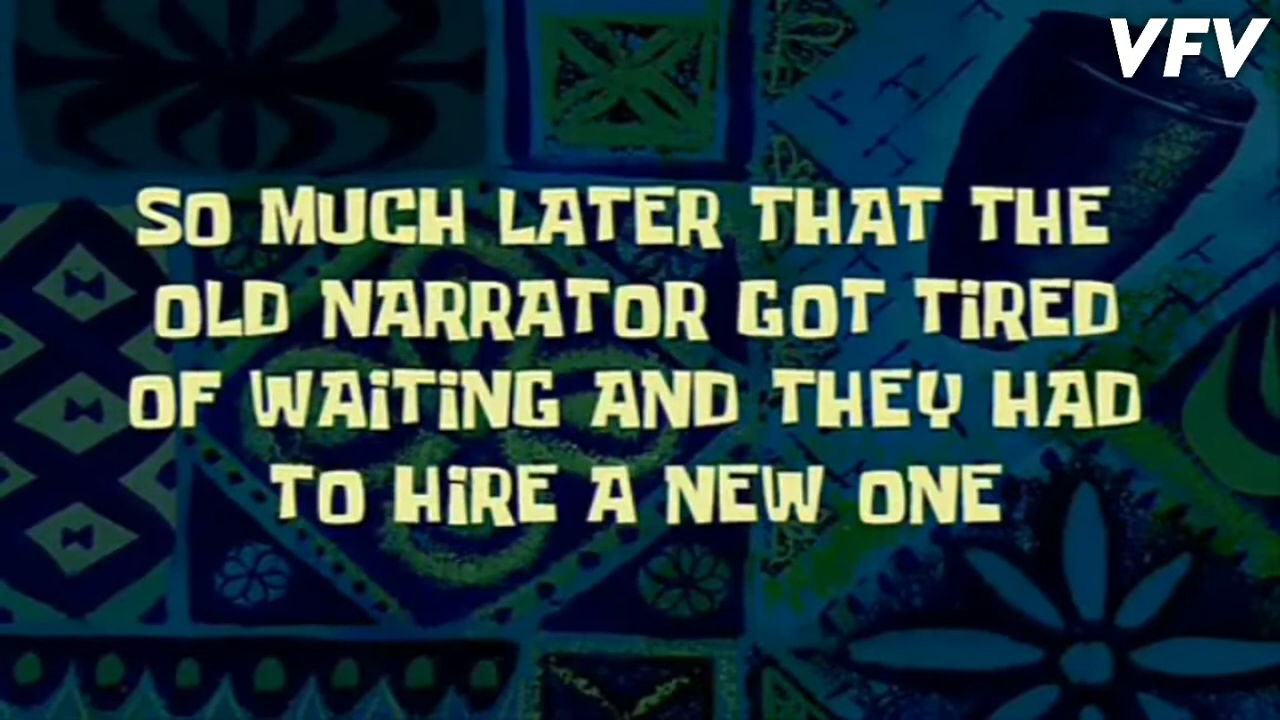 VFV
SO MUCH LATER THAT THE
OLD NARRATOR GOT TiRED
OF WAiTiNG AND THEY HAD
TO HiRE A NEW ONE